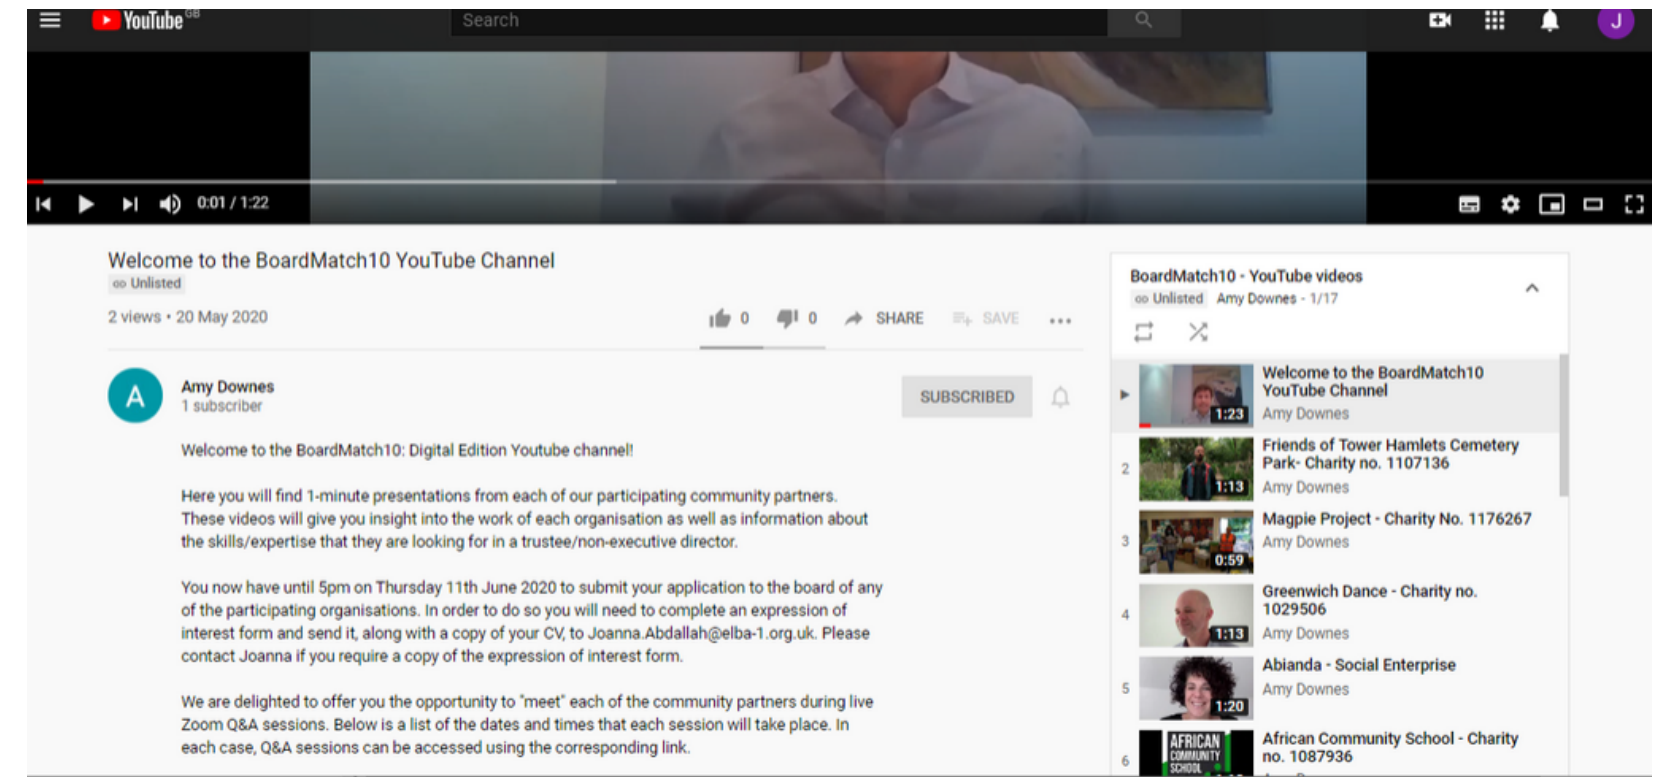 YouTube GB
Search
J
0:01 / 1:22
Welcome to the BoardMatch10 YouTube Channel
Unlisted
2 views • 20 May 2020
0
0
SHARE
SAVE
A
Amy Downes
1 subscriber
SUBSCRIBED
Welcome to the BoardMatch10: Digital Edition Youtube channel!
Here you will find 1-minute presentations from each of our participating community partners.
These videos will give you insight into the work of each organisation as well as information about
the skills/expertise that they are looking for in a trustee/non-executive director.
You now have until 5pm on Thursday 11th June 2020 to submit your application to the board of any
of the participating organisations. In order to do so you will need to complete an expression of
interest form and send it, along with a copy of your CV, to Joanna.Abdallah@elba-1.org.uk. Please
contact Joanna if you require a copy of the expression of interest form.
We are delighted to offer you the opportunity to "meet" each of the community partners during live
Zoom Q&A sessions. Below is a list of the dates and times that each session will take place. In
each case, Q&A sessions can be accessed using the corresponding link.
BoardMatch10 - YouTube videos
Unlisted Amy Downes - 1/17
1:23
Welcome to the BoardMatch10
YouTube Channel
Amy Downes
2
1:13
Friends of Tower Hamlets Cemetery
Park- Charity no. 1107136
Amy Downes
3
0:59
Magpie Project - Charity No. 1176267
Amy Downes
4
1:13
Greenwich Dance - Charity no.
1029506
Amy Downes
5
1:20
Abianda - Social Enterprise
Amy Downes
6
AFRICAN
COMMUNITY
SCHOOL
African Community School - Charity
no. 1087936